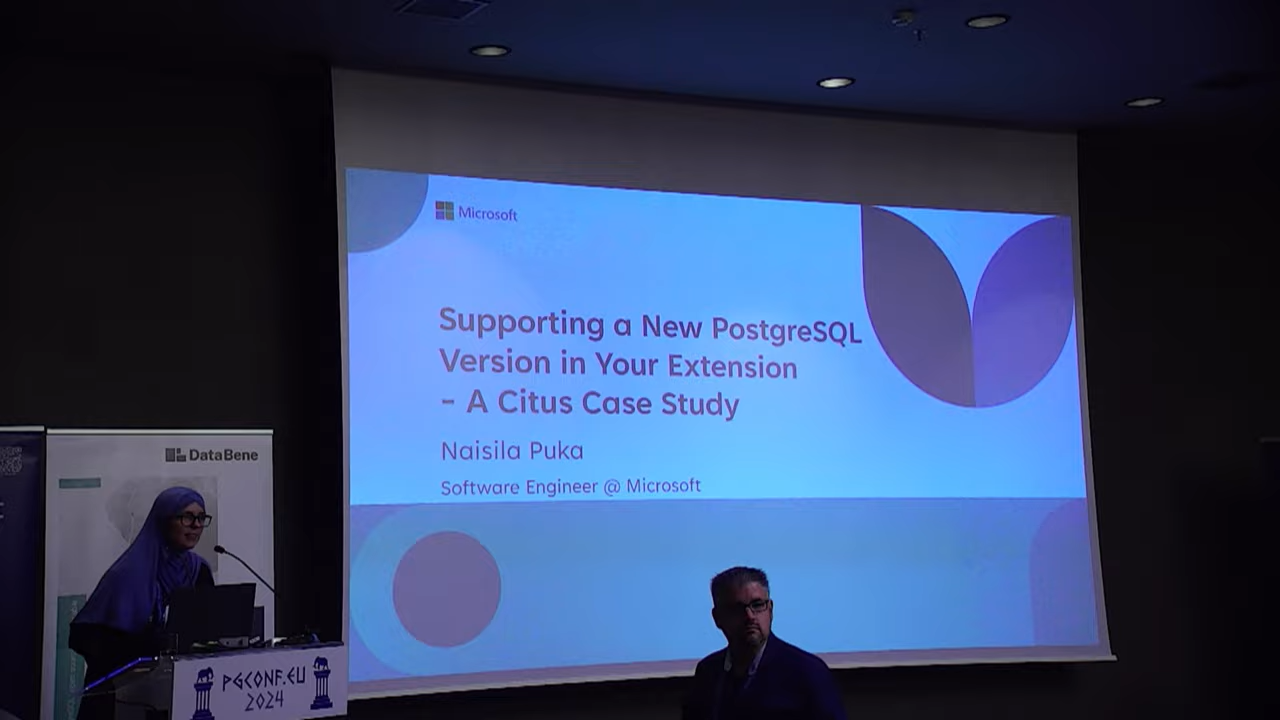 Microsoft
Supporting a New PostgreSQL
Version in Your Extension
- A Citus Case Study
Naisila Puka
Software Engineer @ Microsoft
DataBene
PGCONF.EU
2024